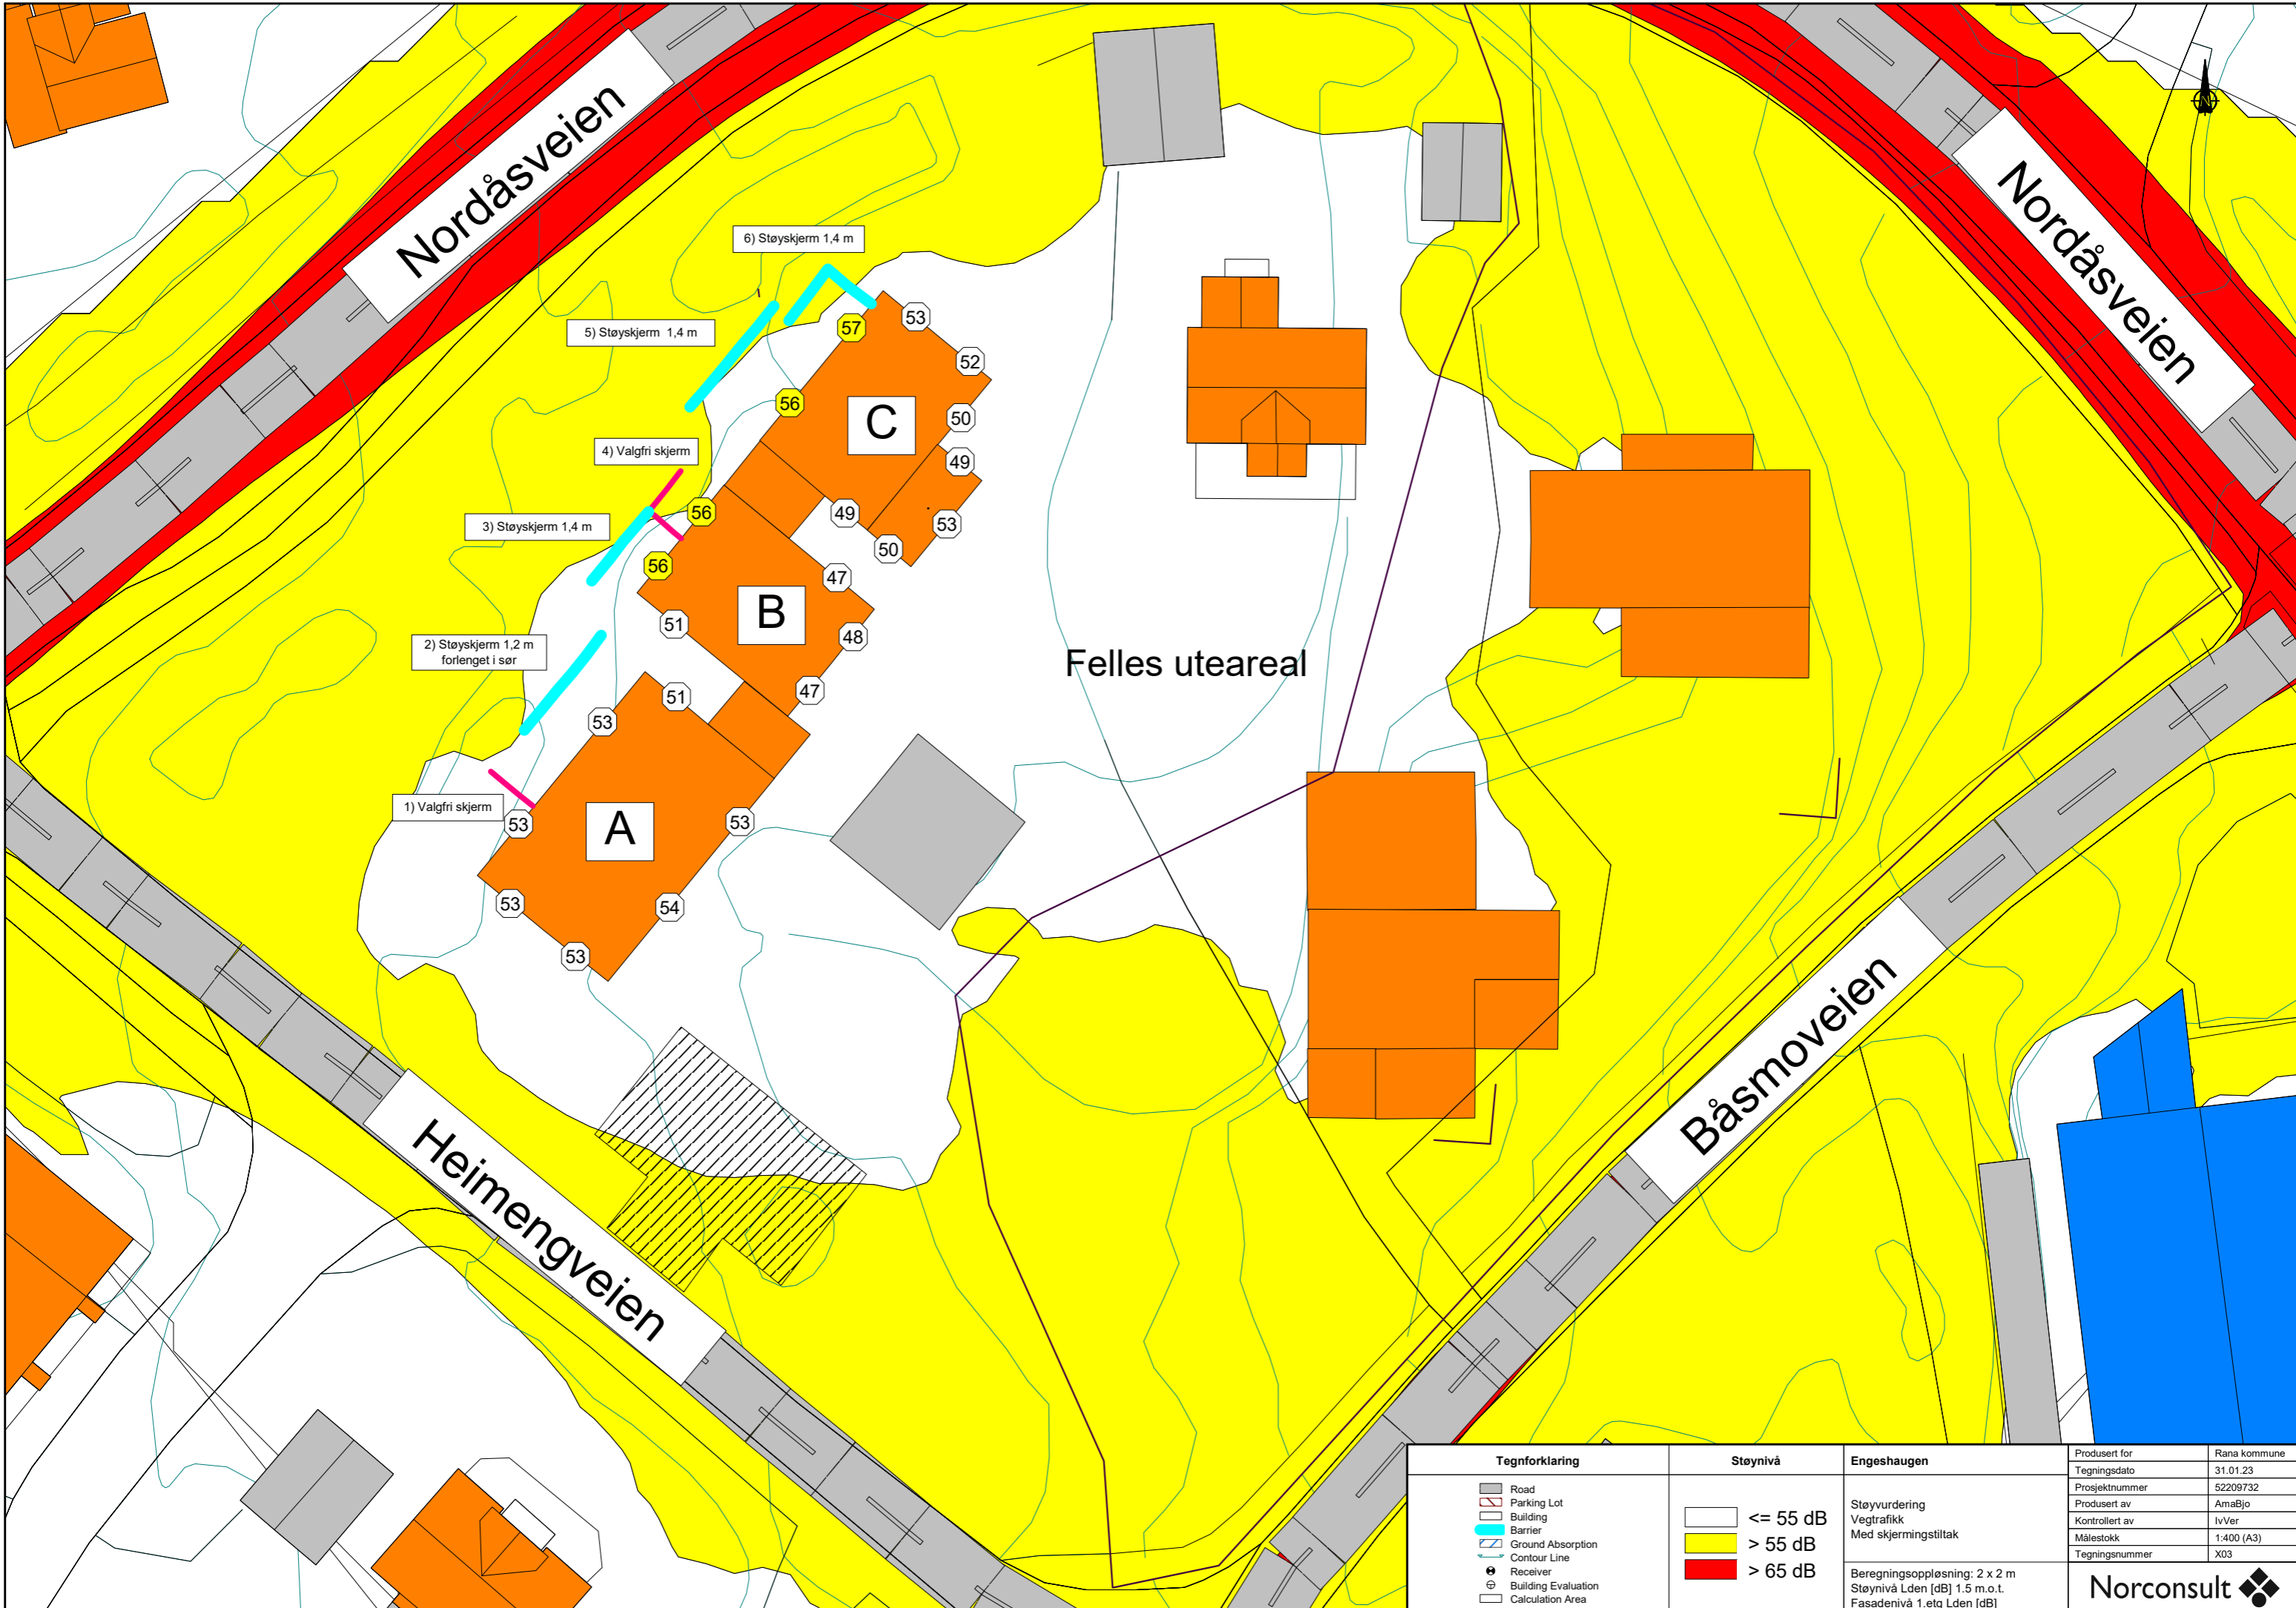 Nordåsveien
Nordåsveien
N
6) Støyskjerm 1,4 m
5) Støyskjerm 1,4 m
4) Valgfri skjerm
3) Støyskjerm 1,4 m
2) Støyskjerm 1,2 m
forlenget i sør
1) Valgfri skjerm
57
53
52
56
C
50
49
56
49
53
50
56
47
B
51
48
47
51
53
53
A
53
53
54
53
Felles uteareal
Heimengveien
Båsmoveien
Tegnforklaring
Road
Parking Lot
Building
Barrier
Ground Absorption
Contour Line
Receiver
Building Evaluation
Calculation Area
Støynivå
<= 55 dB
> 55 dB
> 65 dB
Engeshaugen
Støyvurdering
Vegtrafikk
Med skjermingstiltak
Beregningsoppløsning: 2 x 2 m
Støynivå Lden [dB] 1.5 m.o.t.
Fasadenivå 1.etg Lden [dB]
Produsert for Rana kommune
Tegningsdato 31.01.23
Prosjektnummer 52209732
Produsert av AmaBjo
Kontrollert av IvVer
Målestokk 1:400 (A3)
Tegningsnummer X03
Norconsult